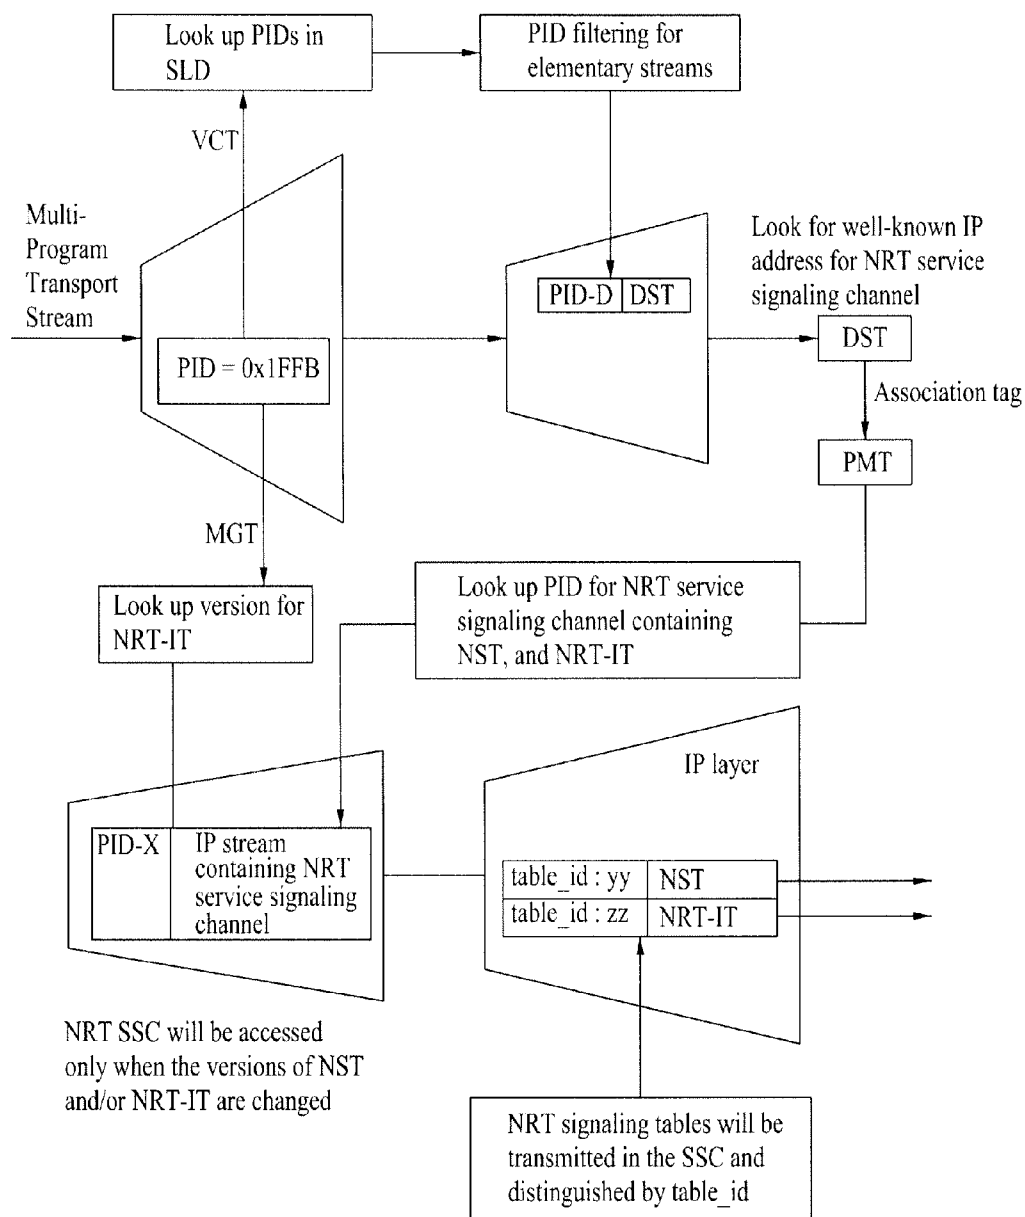 Look up PIDs in
SLD
PID filtering for
elementary streams
VCT
Multi-
Program
Transport
Stream
PID = 0x1FFB
PID-D DST
Look for well-known IP
address for NRT service
signaling channel
DST
Association tag
PMT
MGT
Look up version for
NRT-IT
Look up PID for NRT service
signaling channel containing
NST, and NRT-IT
PID-X
IP stream
containing NRT
service signaling
channel
IP layer
table_id : yy NST
table_id : zz NRT-IT
NRT SSC will be accessed
only when the versions of NST
and/or NRT-IT are changed
NRT signaling tables will be
transmitted in the SSC and
distinguished by table_id